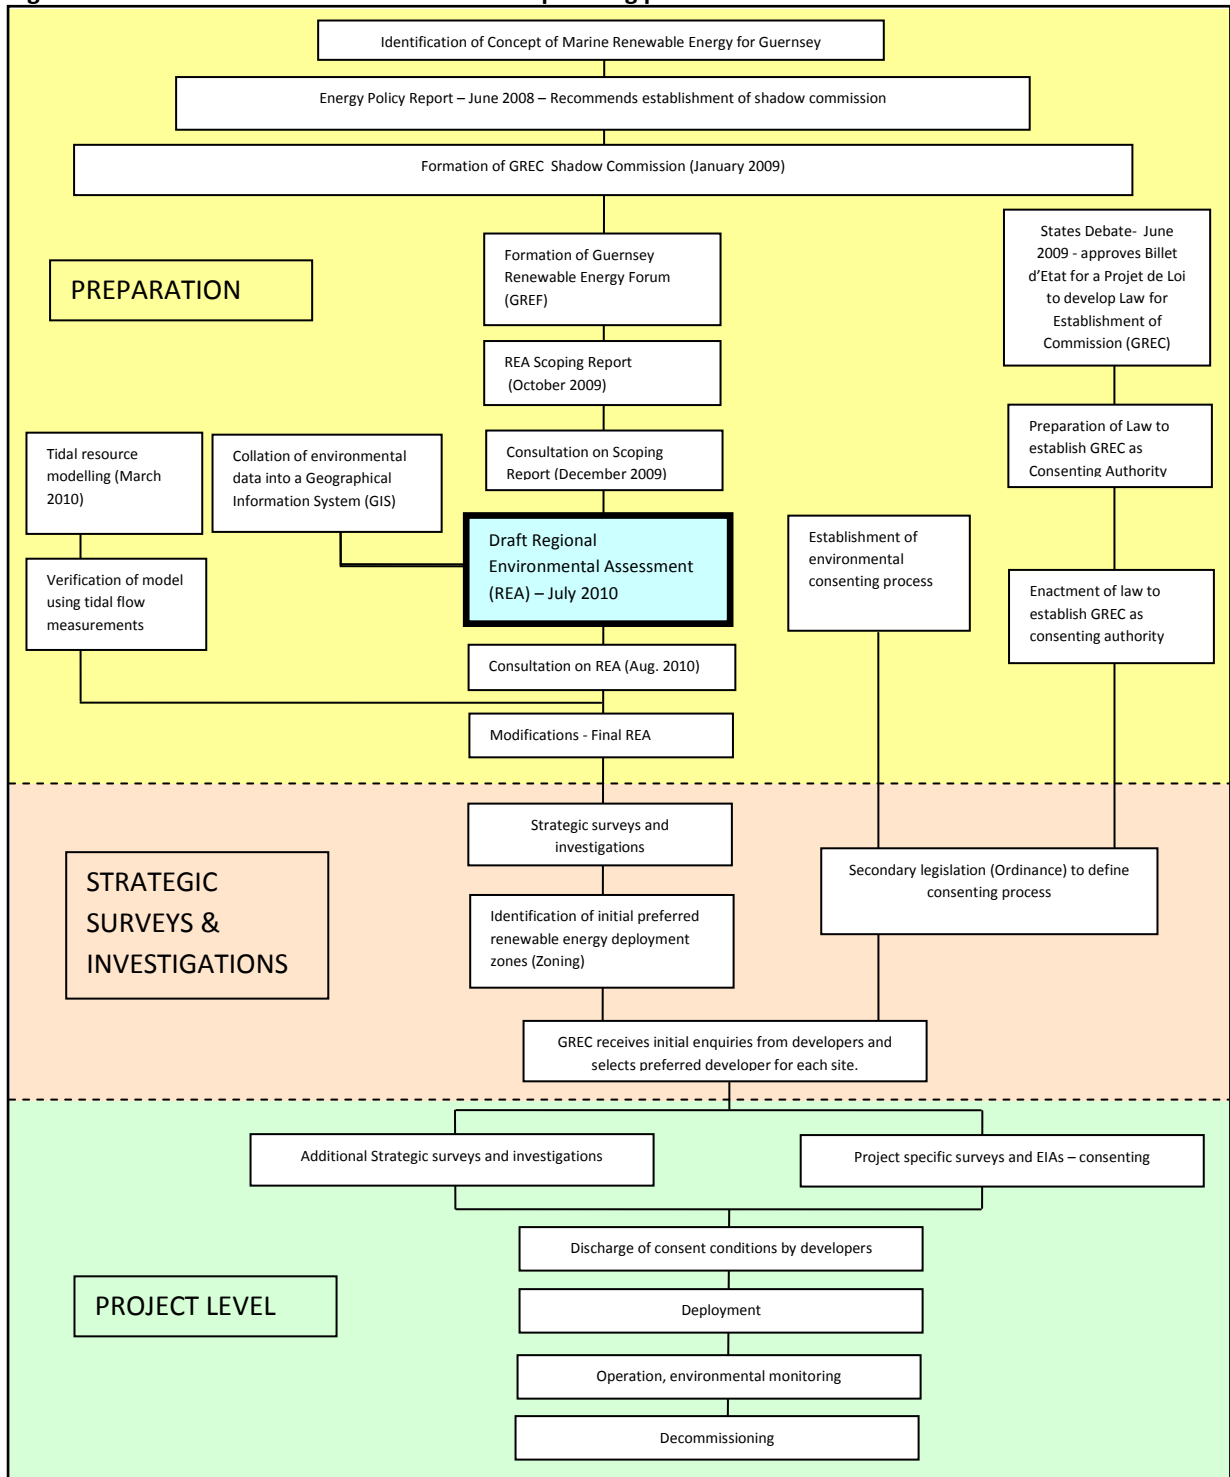 Identification of Concept of Marine Renewable Energy for Guernsey
Energy Policy Report – June 2008 – Recommends establishment of shadow commission
Formation of GREC  Shadow Commission (January 2009)
PREPARATION
Formation of Guernsey
Renewable Energy Forum
(GREF)
States Debate-  June
2009 - approves Billet
d'Etat for a Projet de Loi
to develop Law for
Establishment of
Commission (GREC)
REA Scoping Report
(October 2009)
Preparation of Law to
establish GREC as
Consenting Authority
Tidal resource
modelling (March
2010)
Collation of environmental
data into a Geographical
Information System (GIS)
Consultation on Scoping
Report (December 2009)
Draft Regional
Environmental Assessment
(REA) – July 2010
Establishment of
environmental
consenting process
Verification of model
using tidal flow
measurements
Enactment of law to
establish GREC as
consenting authority
Consultation on REA (Aug. 2010)
Modifications - Final REA
STRATEGIC
SURVEYS &
INVESTIGATIONS
Strategic surveys and
investigations
Secondary legislation (Ordinance) to define
consenting process
Identification of initial preferred
renewable energy deployment
zones (Zoning)
GREC receives initial enquiries from developers and
selects preferred developer for each site.
Additional Strategic surveys and investigations
Project specific surveys and EIAs – consenting
PROJECT LEVEL
Discharge of consent conditions by developers
Deployment
Operation, environmental monitoring
Decommissioning